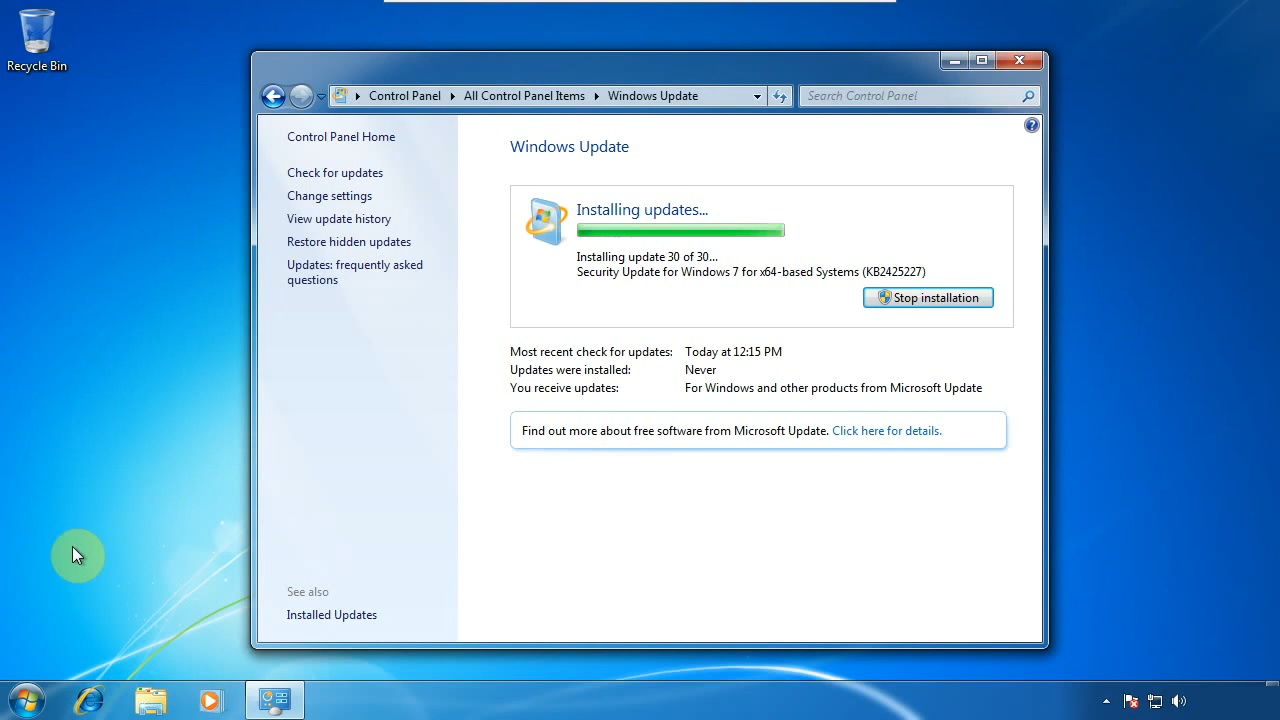 Recycle Bin
Control Panel
All Control Panel Items
Windows Update
Search Control Panel
Control Panel Home
Check for updates
Change settings
View update history
Restore hidden updates
Updates: frequently asked
questions
See also
Installed Updates
Windows Update
Installing updates...
Installing update 30 of 30...
Security Update for Windows 7 for x64-based Systems (KB2425227)
Stop installation
Most recent check for updates: Today at 12:15 PM
Updates were installed: Never
You receive updates: For Windows and other products from Microsoft Update
Find out more about free software from Microsoft Update. Click here for details.